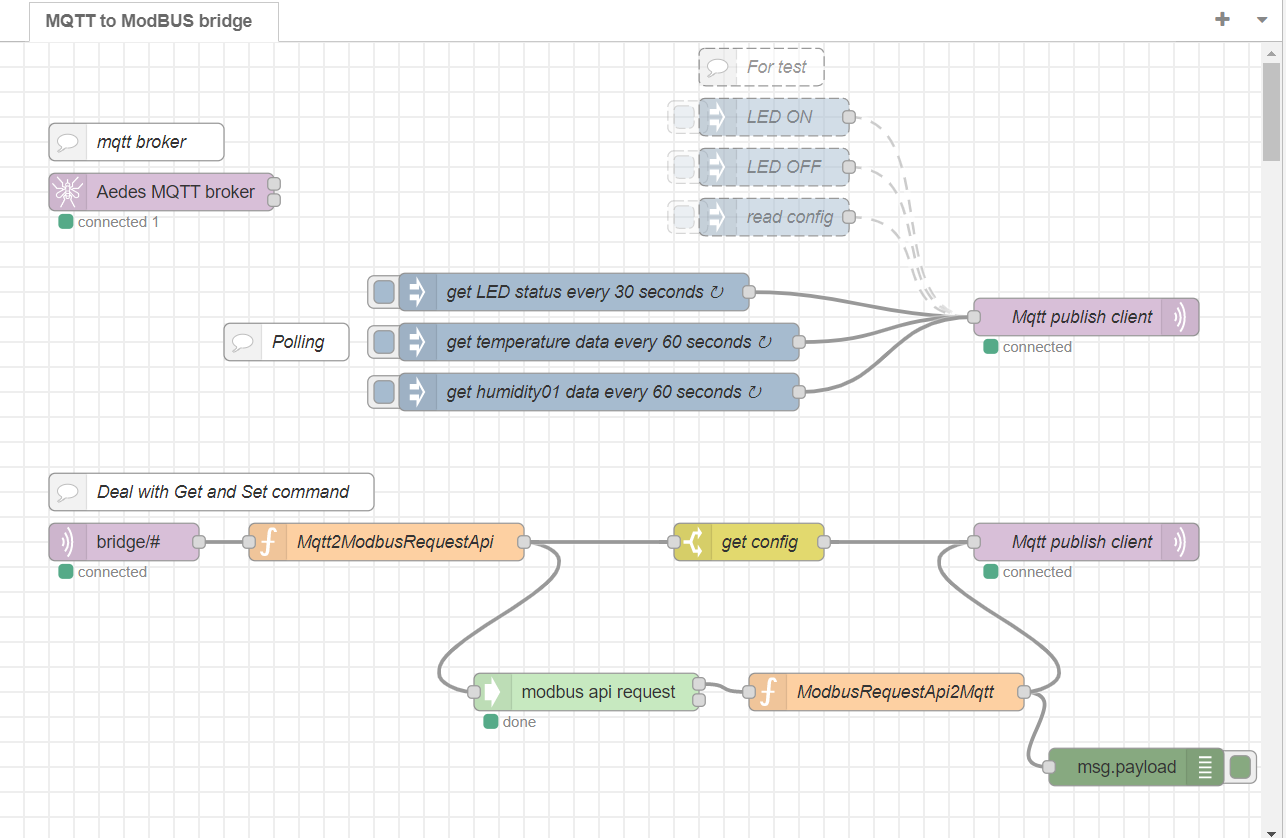 MQTT to ModBUS bridge
For test
LED ON
mqtt broker
LED OFF
Aedes MQTT broker
connected 1
read config
get LED status every 30 seconds ↻
Mqtt publish client
connected
Polling
get temperature data every 60 seconds ↻
get humidity01 data every 60 seconds ↻
Deal with Get and Set command
bridge/#
connected
Mqtt2ModbusRequestApi
get config
Mqtt publish client
connected
modbus api request
done
ModbusRequestApi2Mqtt
msg.payload